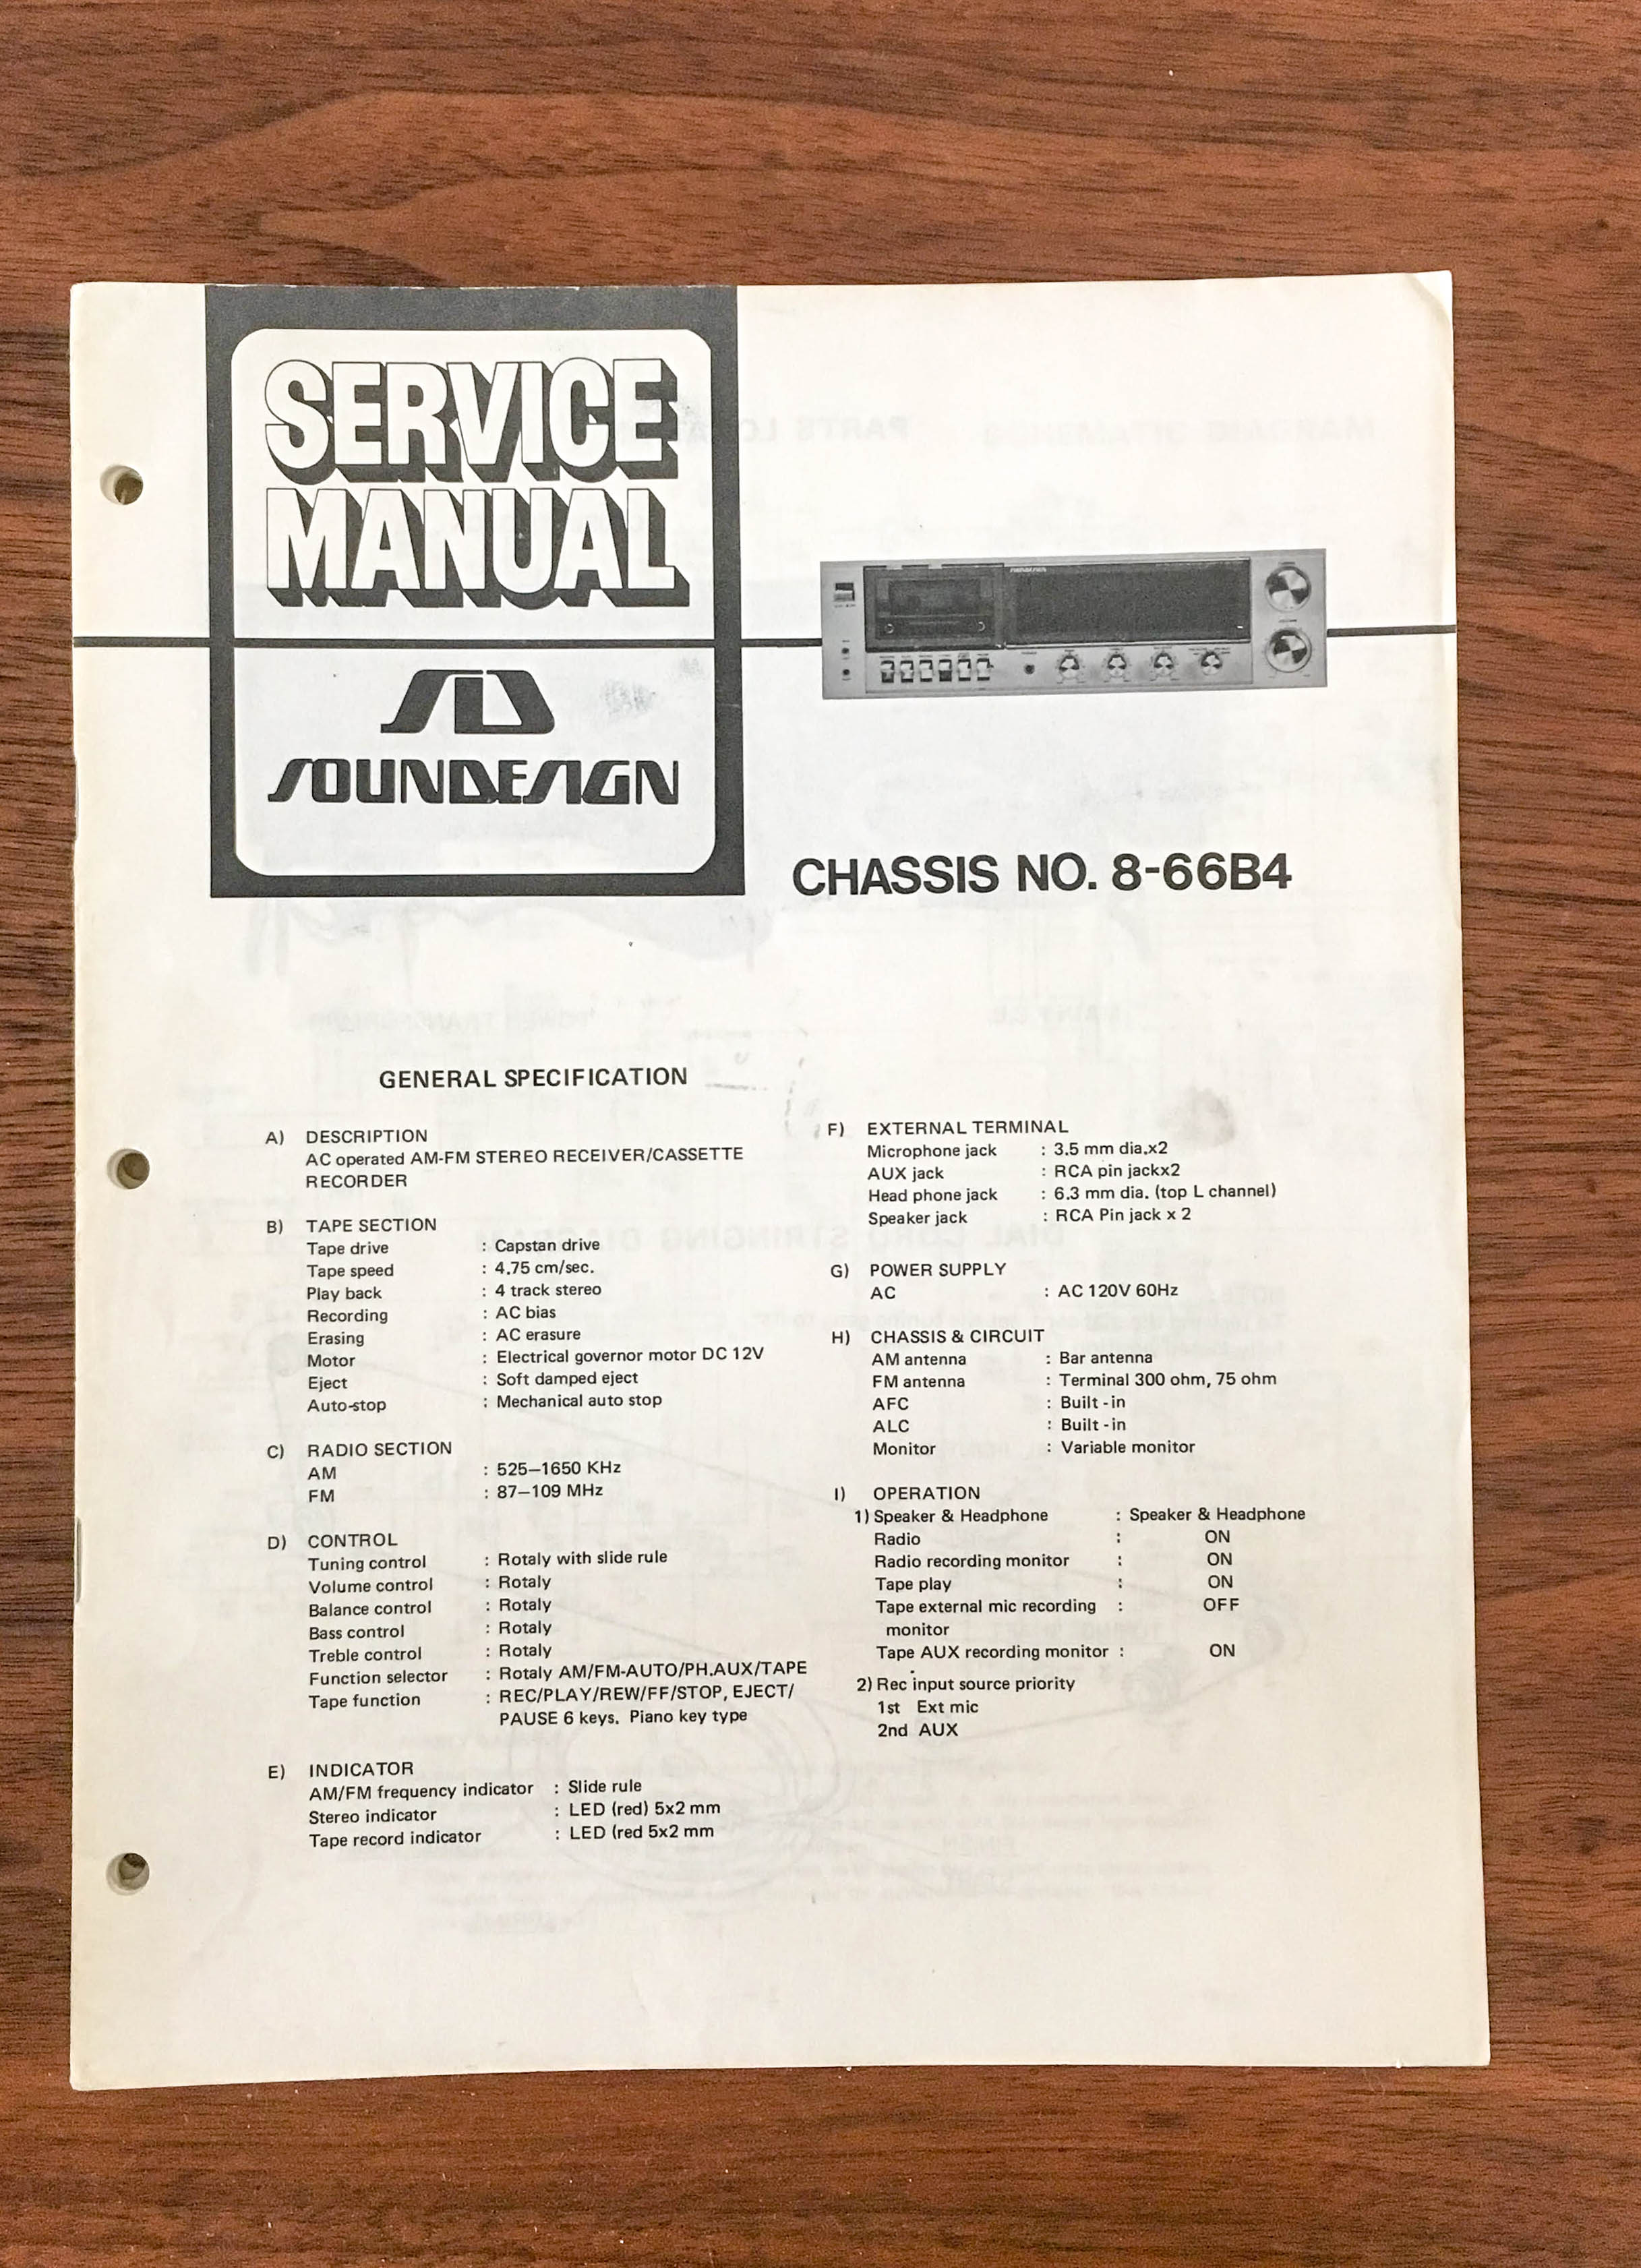 SERVICE
MANUAL
SD
SOUNDESIGN
CHASSIS NO. 8-66B4
GENERAL SPECIFICATION
A) DESCRIPTION
AC operated AM-FM STEREO RECEIVER/CASSETTE
RECORDER
B) TAPE SECTION
Tape drive : Capstan drive
Tape speed : 4.75 cm/sec.
Play back : 4 track stereo
Recording : AC bias
Erasing : AC erasure
Motor : Electrical governor motor DC 12V
Eject : Soft damped eject
Auto-stop : Mechanical auto stop
C) RADIO SECTION
AM : 525–1650 KHz
FM : 87–109 MHz
D) CONTROL
Tuning control : Rotaly with slide rule
Volume control : Rotaly
Balance control : Rotaly
Bass control : Rotaly
Treble control : Rotaly
Function selector : Rotaly AM/FM-AUTO/PH.AUX/TAPE
Tape function : REC/PLAY/REW/FF/STOP, EJECT/
PAUSE 6 keys. Piano key type
E) INDICATOR
AM/FM frequency indicator : Slide rule
Stereo indicator : LED (red) 5x2 mm
Tape record indicator : LED (red 5x2 mm
F) EXTERNAL TERMINAL
Microphone jack : 3.5 mm dia.x2
AUX jack : RCA pin jackx2
Head phone jack : 6.3 mm dia. (top L channel)
Speaker jack : RCA Pin jack x 2
G) POWER SUPPLY
AC : AC 120V 60Hz
H) CHASSIS & CIRCUIT
AM antenna : Bar antenna
FM antenna : Terminal 300 ohm, 75 ohm
AFC : Built-in
ALC : Built-in
Monitor : Variable monitor
I) OPERATION
1) Speaker & Headphone : Speaker & Headphone
Radio : ON
Radio recording monitor : ON
Tape play : ON
Tape external mic recording : OFF
monitor
Tape AUX recording monitor : ON
2) Rec input source priority
1st Ext mic
2nd AUX